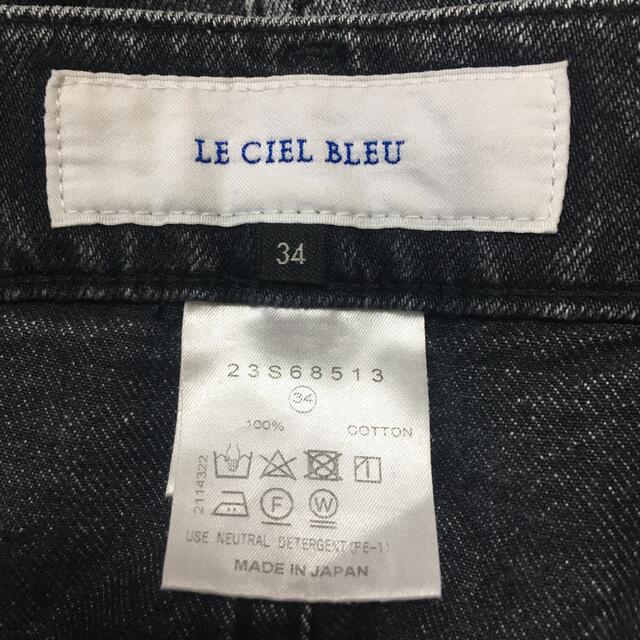 LE CIEL BLEU
34
23S68513
34
100% COTTON
F W
2114322
USE NEUTRAL DETERGENT(FE-1)
MADE IN JAPAN